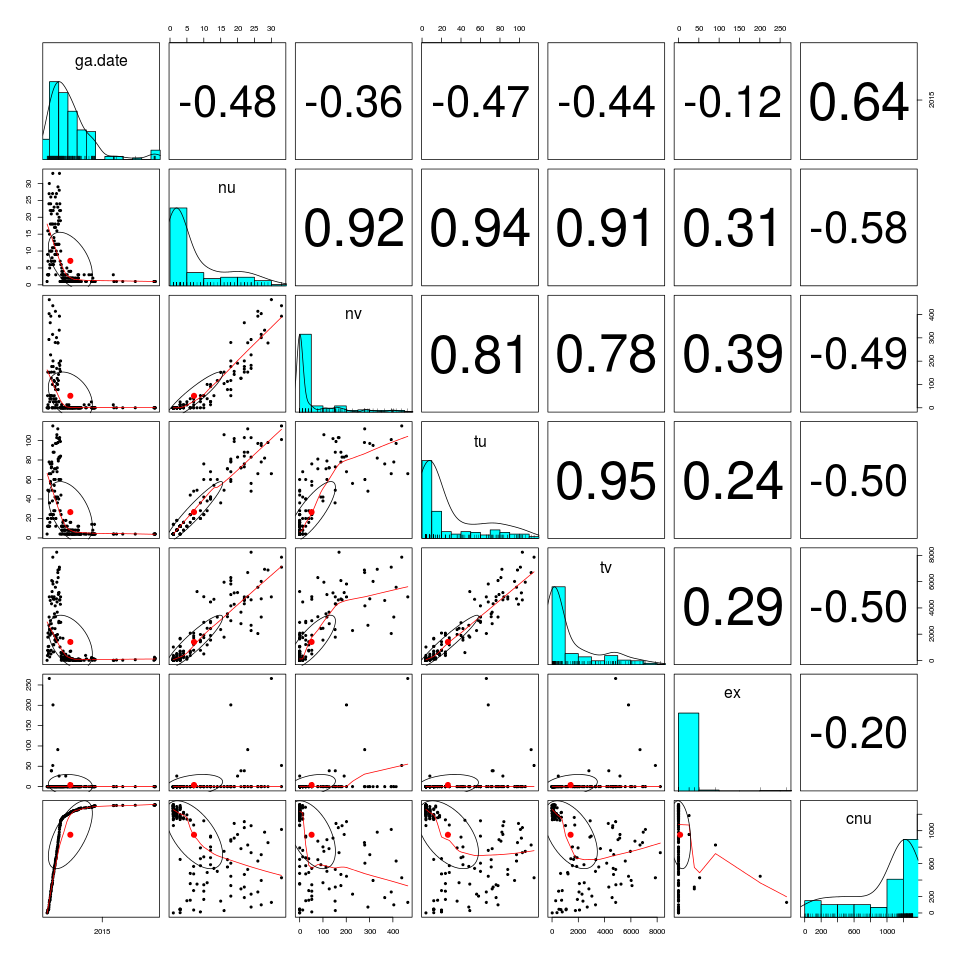 0 5 10 15 20 25 30
0 20 40 60 80 100
0 50 100 150 200 250
ga.date -0.48 -0.36 -0.47 -0.44 -0.12 0.64 2015
0 5 10 15 20 25 30 nu 0.92 0.94 0.91 0.31 -0.58
nv 0.81 0.78 0.39 -0.49 0 100 200 300 400
0 20 40 60 80 100 tu 0.95 0.24 -0.50
tv 0.29 -0.50 0 2000 4000 6000 8000
0 50 100 150 200 250 ex -0.20
cnu 0 200 600 1000
2015
0 100 200 300 400
0 2000 4000 6000 8000
0 200 600 1000